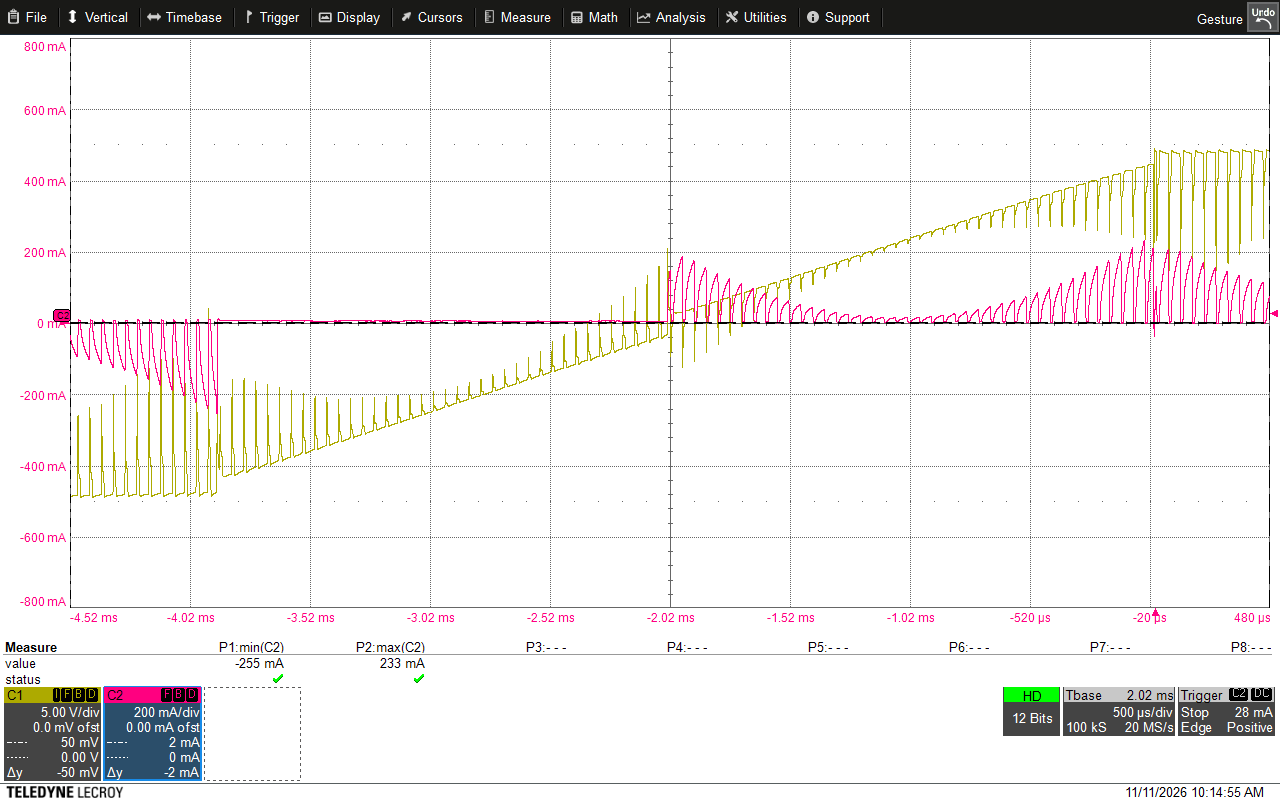 File Vertical Timebase Trigger Display Cursors Measure Math Analysis Utilities Support Gesture Undo
800 mA
600 mA
400 mA
200 mA
C2
0 mA
-200 mA
-400 mA
-600 mA
-800 mA
-4.52 ms -4.02 ms -3.52 ms -3.02 ms -2.52 ms -2.02 ms -1.52 ms -1.02 ms -520 µs -20 µs 480 µs
Measure P1:min(C2) P2:max(C2) P3:- - - P4:- - - P5:- - - P6:- - - P7:- - - P8:- - -
value -255 mA 233 mA
status
C1 I F B D
5.00 V/div
0.0 mV ofst
50 mV
0.00 V
Δy -50 mV
C2 F B D
200 mA/div
0.00 mA ofst
2 mA
0 mA
Δy -2 mA
HD
12 Bits
Tbase 2.02 ms
500 µs/div
100 kS 20 MS/s
Trigger C2 DC
Stop 28 mA
Edge Positive
TELEDYNE LECROY
11/11/2026 10:14:55 AM